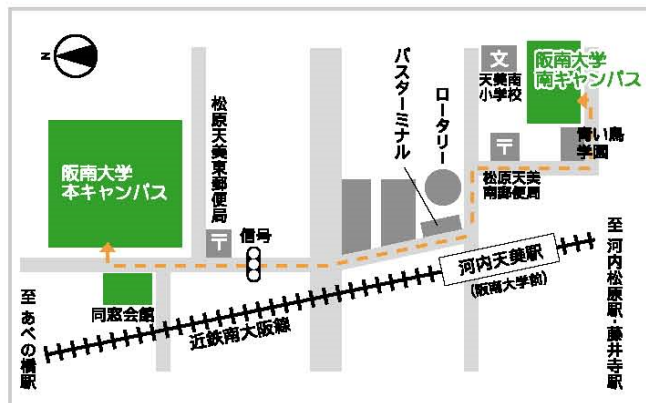 N
阪南大学
本キャンパス
松原天美東郵便局
〒
信号
同窓会館
至 あべの橋駅
近鉄南大阪線
バスターミナル
ロータリー
文
天美南
小学校
阪南大学
南キャンパス
青い鳥
学園
〒
松原天美
南郵便局
河内天美駅
(阪南大学前)
至 河内松原駅・藤井寺駅